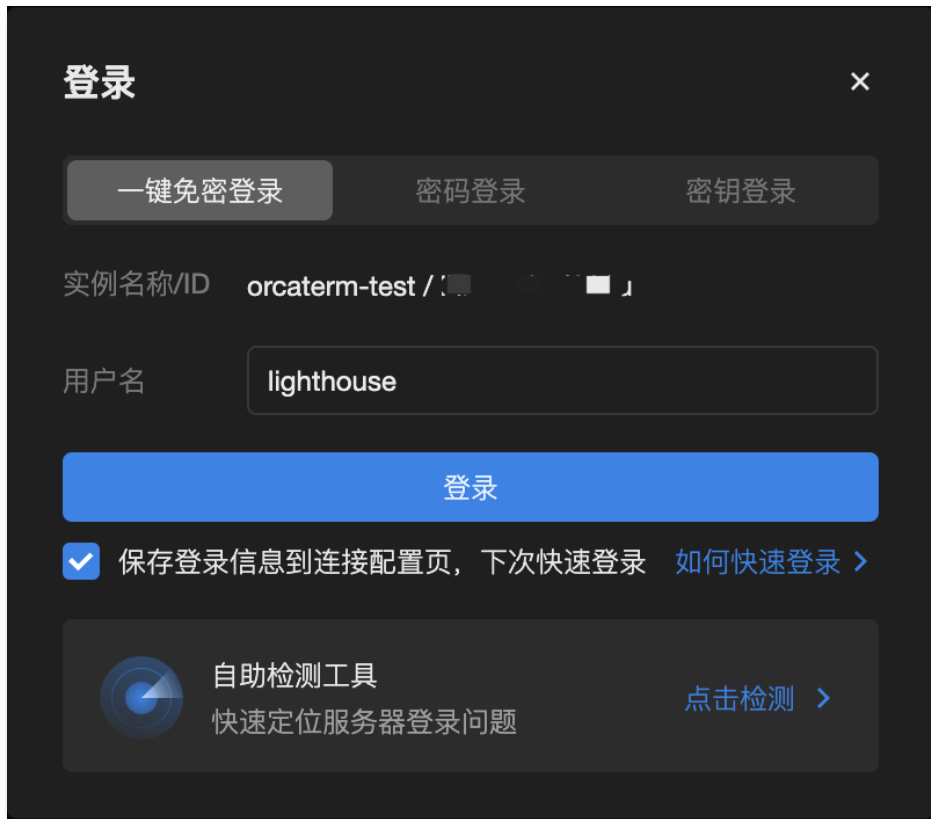 登录
一键免密登录 密码登录 密钥登录
实例名称/ID orcaterm-test /
用户名 lighthouse
登录
保存登录信息到连接配置页，下次快速登录 如何快速登录
自助检测工具
快速定位服务器登录问题
点击检测